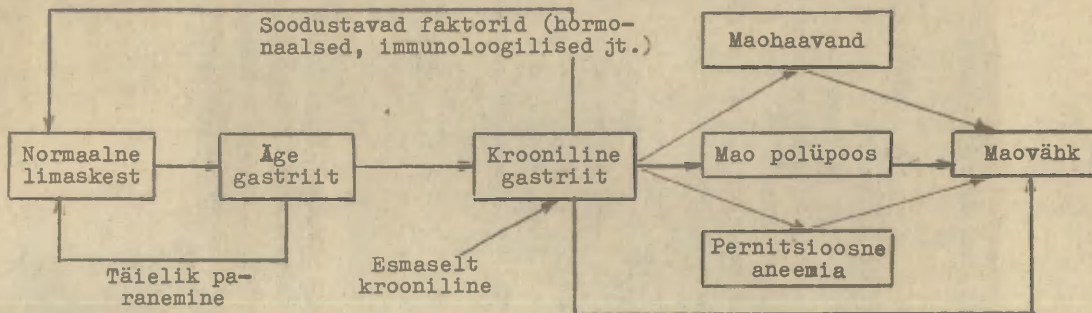 Soodustavad faktorid (hormo-
naalsed, immunoloogilised jt.)
Maohaavand
Normaalne
limaskest
Äge
gastriit
Krooniline
gastriit
Mao polüpoos
Maovähk
Täielik pa-
ranemine
Esmaselt
krooniline
Pernitsioosne
aneemia